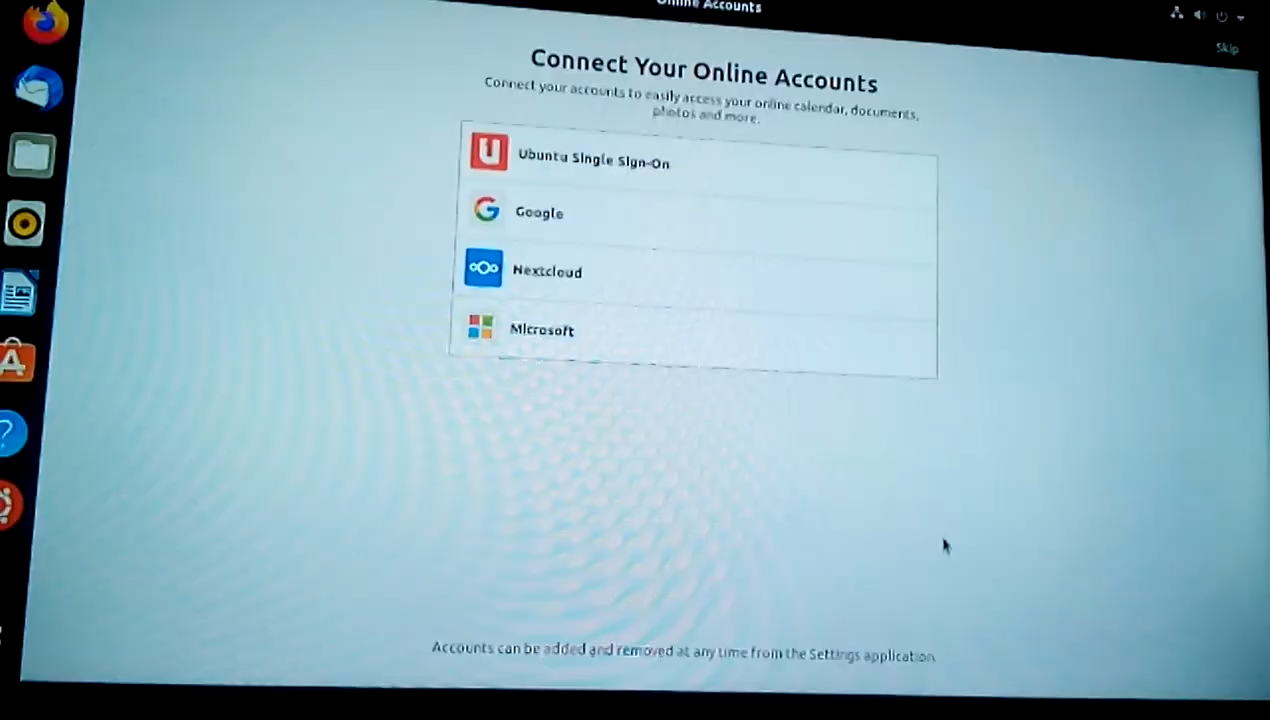 Online Accounts
Skip
Connect Your Online Accounts
Connect your accounts to easily access your online calendar, documents,
photos and more.
Ubuntu Single Sign-On
Google
Nextcloud
Microsoft
Accounts can be added and removed at any time from the Settings application